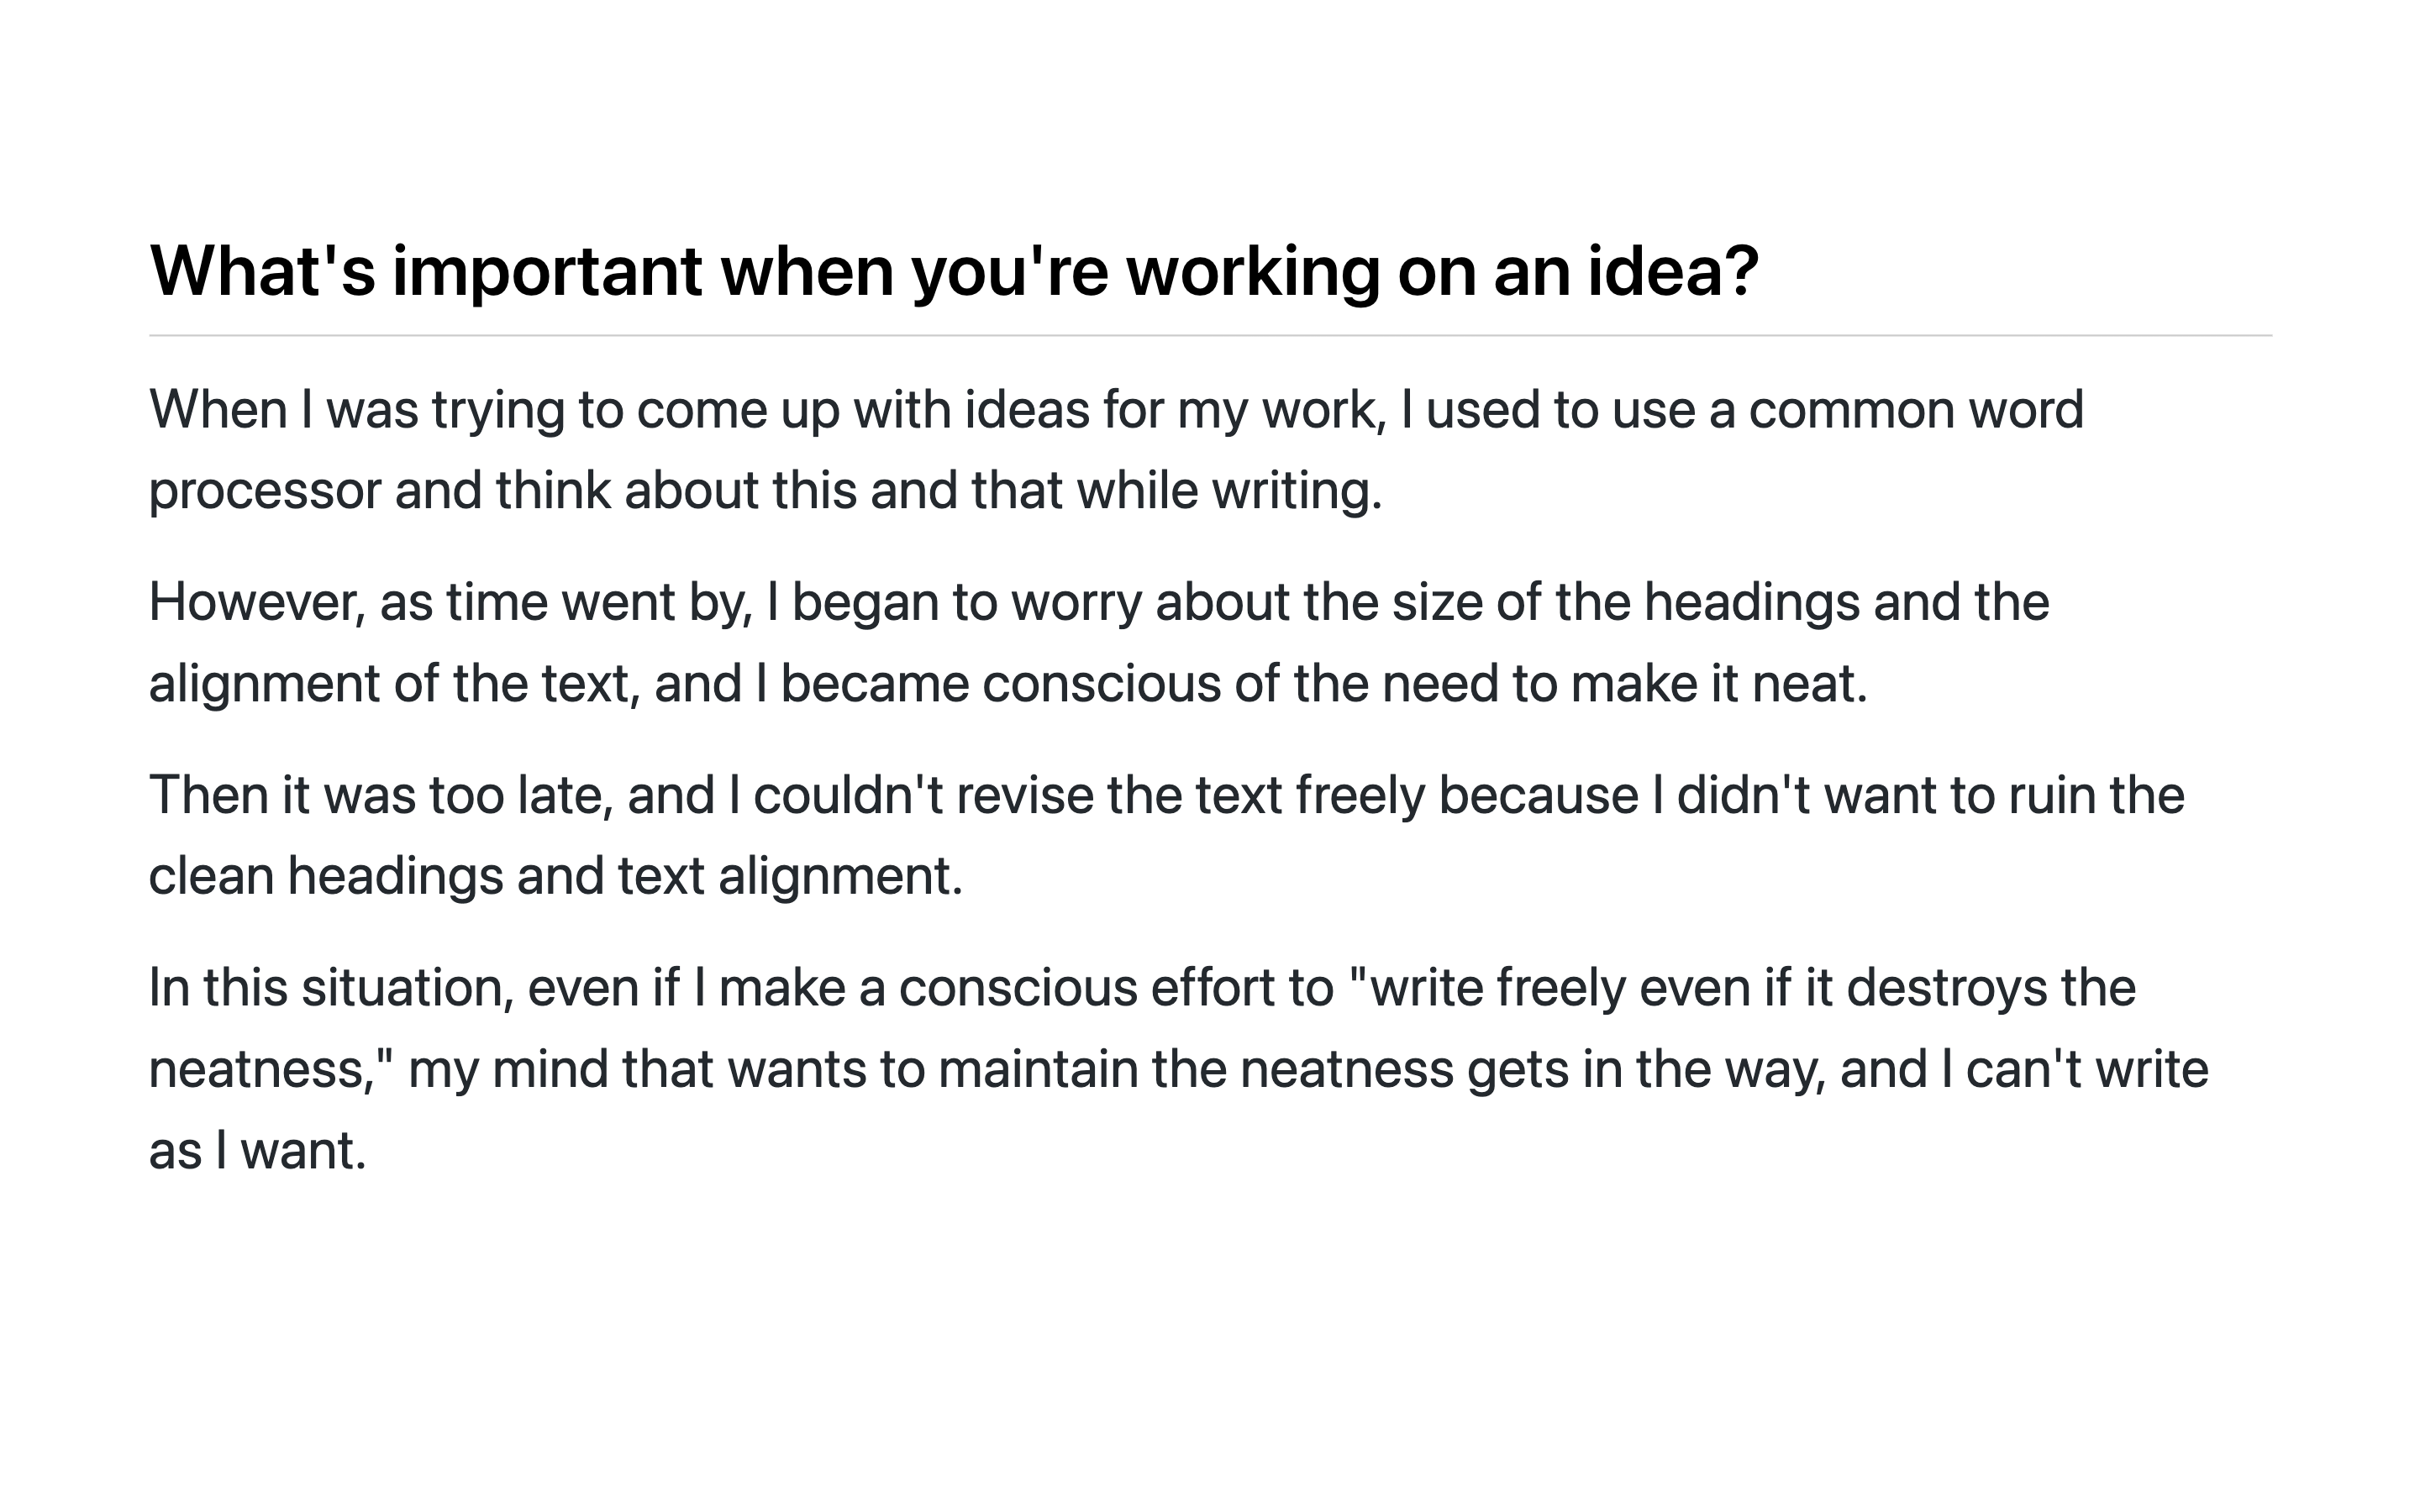 What's important when you're working on an idea?
When I was trying to come up with ideas for my work, I used to use a common word
processor and think about this and that while writing.
However, as time went by, I began to worry about the size of the headings and the
alignment of the text, and I became conscious of the need to make it neat.
Then it was too late, and I couldn't revise the text freely because I didn't want to ruin the
clean headings and text alignment.
In this situation, even if I make a conscious effort to "write freely even if it destroys the
neatness," my mind that wants to maintain the neatness gets in the way, and I can't write
as I want.